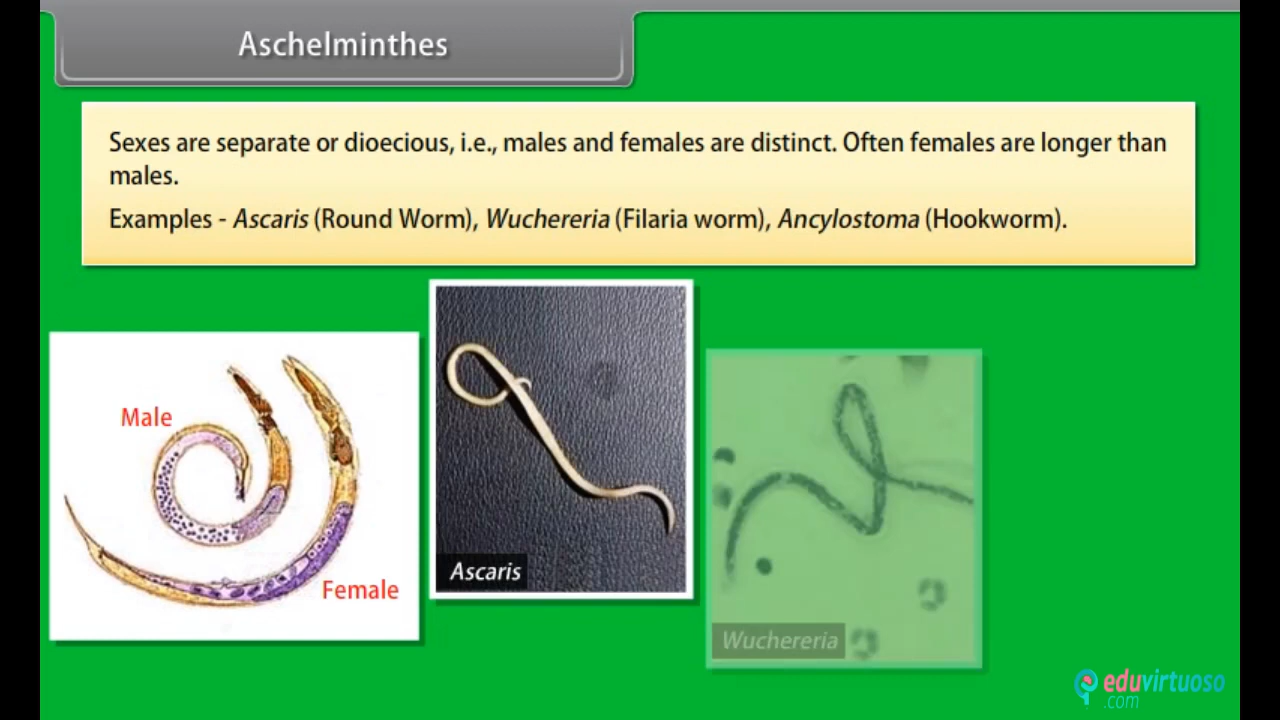 Aschelminthes
Sexes are separate or dioecious, i.e., males and females are distinct. Often females are longer than
males.
Examples - Ascaris (Round Worm), Wuchereria (Filaria worm), Ancylostoma (Hookworm).
Male
Female
Ascaris
Wuchereria
eduvirtuoso
.com